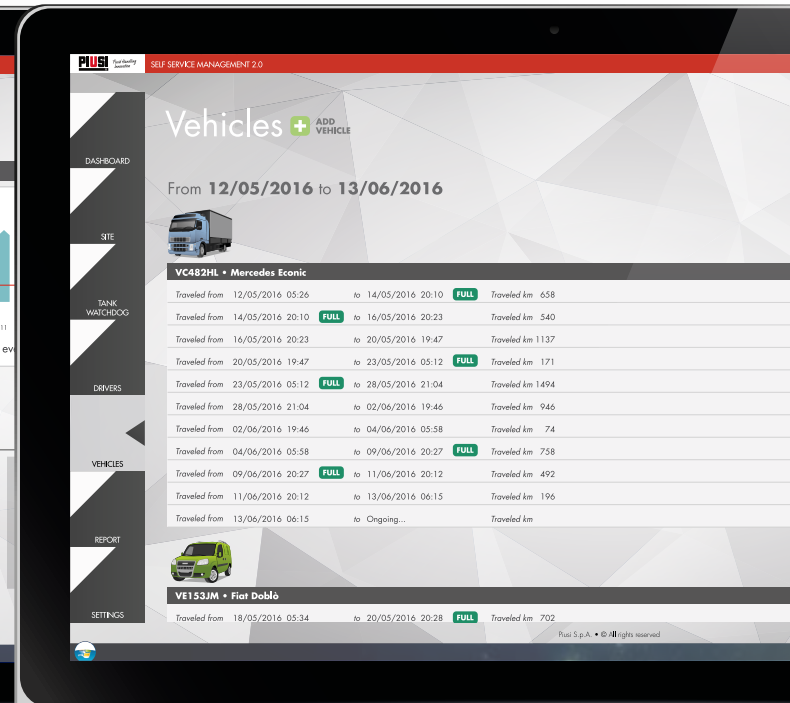 PIUSI Fluid Handling Innovation SELF SERVICE MANAGEMENT 2.0
Vehicles + ADD VEHICLE
From 12/05/2016 to 13/06/2016
DASHBOARD
SITE
TANK WATCHDOG
DRIVERS
VEHICLES
REPORT
SETTINGS
VC482HL • Mercedes Econic
Traveled from 12/05/2016 05:26 to 14/05/2016 20:10 FULL Traveled km 658
Traveled from 14/05/2016 20:10 FULL to 16/05/2016 20:23 Traveled km 540
Traveled from 16/05/2016 20:23 to 20/05/2016 19:47 Traveled km 1137
Traveled from 20/05/2016 19:47 to 23/05/2016 05:12 FULL Traveled km 171
Traveled from 23/05/2016 05:12 FULL to 28/05/2016 21:04 Traveled km 1494
Traveled from 28/05/2016 21:04 to 02/06/2016 19:46 Traveled km 946
Traveled from 02/06/2016 19:46 to 04/06/2016 05:58 Traveled km 74
Traveled from 04/06/2016 05:58 to 09/06/2016 20:27 FULL Traveled km 758
Traveled from 09/06/2016 20:27 FULL to 11/06/2016 20:12 Traveled km 492
Traveled from 11/06/2016 20:12 to 13/06/2016 06:15 Traveled km 196
Traveled from 13/06/2016 06:15 to Ongoing... Traveled km
VE153JM • Fiat Doblò
Traveled from 18/05/2016 05:34 to 20/05/2016 20:28 FULL Traveled km 702
Piusi S.p.A. • © All rights reserved